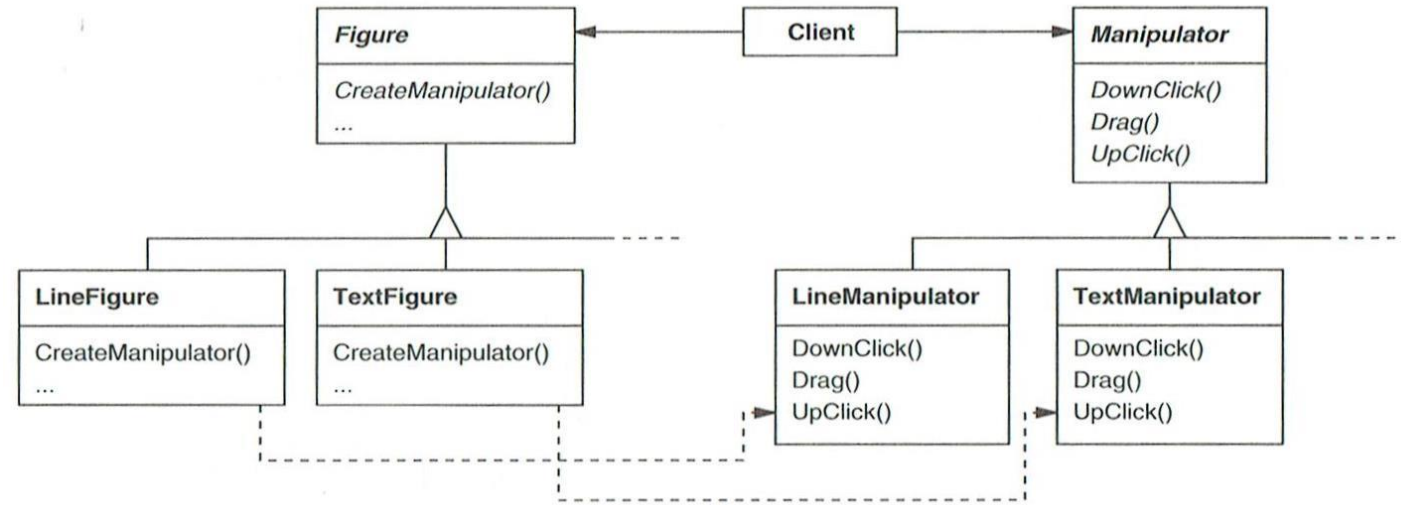 Figure
CreateManipulator()
...
Client
Manipulator
DownClick()
Drag()
UpClick()
LineFigure
CreateManipulator()
...
TextFigure
CreateManipulator()
...
LineManipulator
DownClick()
Drag()
UpClick()
TextManipulator
DownClick()
Drag()
UpClick()